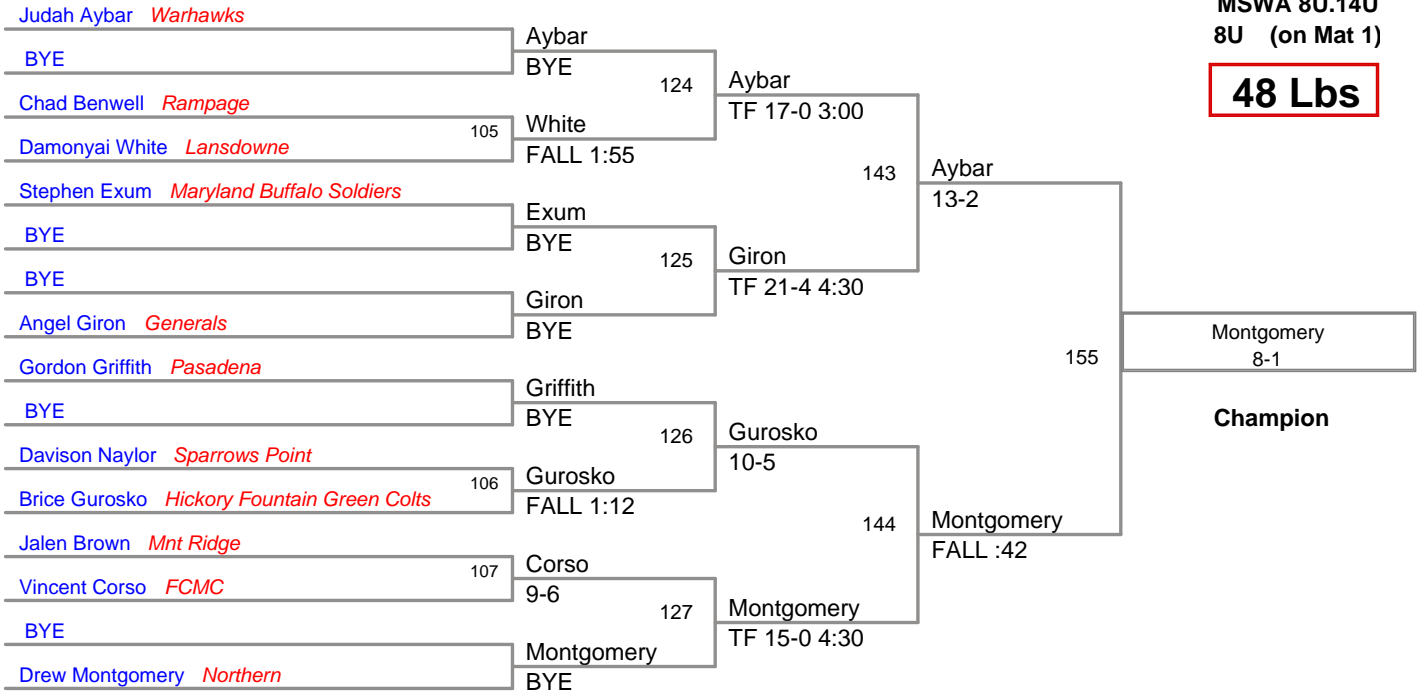 MSWA 8U.14U
8U (on Mat 1)
48 Lbs
Judah Aybar Warhawks
BYE
Chad Benwell Rampage
Damonyai White Lansdowne
Stephen Exum Maryland Buffalo Soldiers
BYE
BYE
Angel Giron Generals
Gordon Griffith Pasadena
BYE
Davison Naylor Sparrows Point
Brice Gurosko Hickory Fountain Green Colts
Jalen Brown Mnt Ridge
Vincent Corso FCMC
BYE
Drew Montgomery Northern
105
106
107
Aybar
BYE
White
FALL 1:55
Exum
BYE
Giron
BYE
Griffith
BYE
Gurosko
FALL 1:12
Corso
9-6
Montgomery
BYE
124
125
126
127
Aybar
TF 17-0 3:00
Giron
TF 21-4 4:30
Gurosko
10-5
Montgomery
TF 15-0 4:30
143
144
Aybar
13-2
Montgomery
FALL :42
155
Montgomery
8-1
Champion